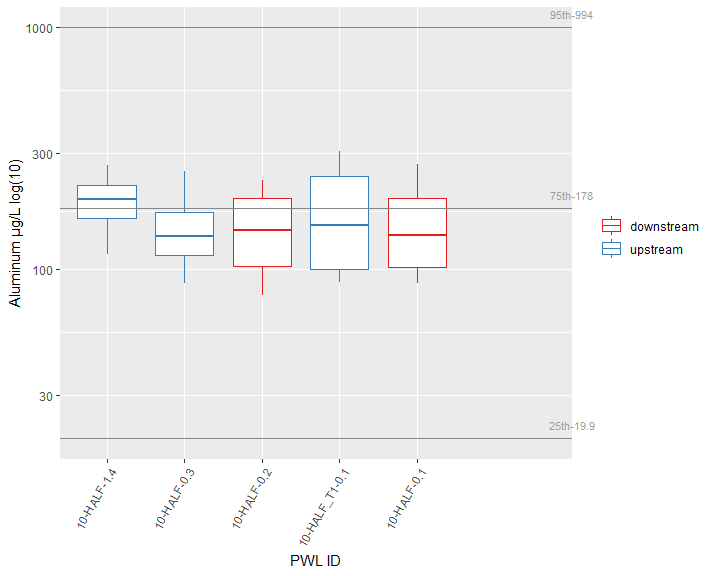 95th-994
1000
300
75th-178
100
30
25th-19.9
Aluminum µg/L log(10)
10-HALF-1.4
10-HALF-0.3
10-HALF-0.2
10-HALF_T1-0.1
10-HALF-0.1
PWL ID
downstream
upstream